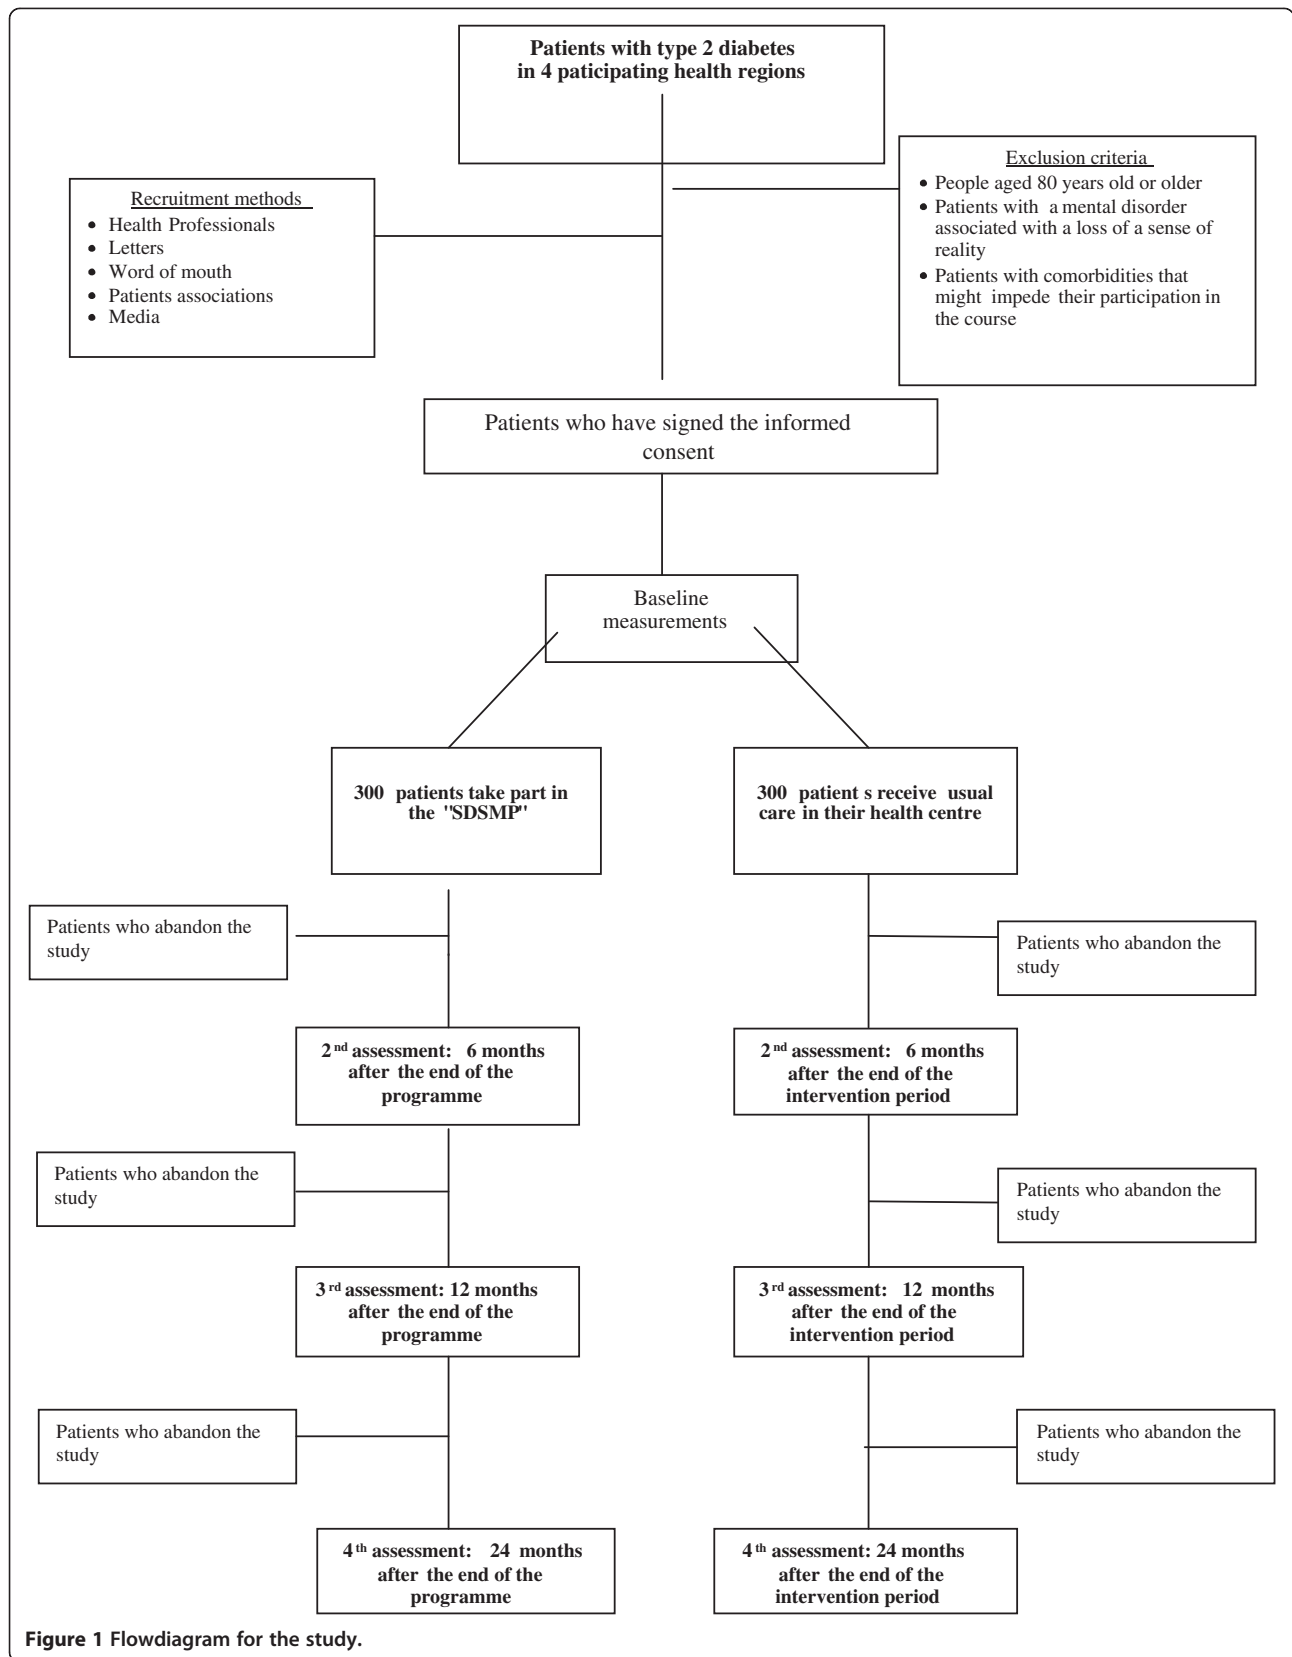 Patients with type 2 diabetes
in 4 paticipating health regions
Recruitment methods
• Health Professionals
• Letters
• Word of mouth
• Patients associations
• Media
Exclusion criteria
• People aged 80 years old or older
• Patients with a mental disorder
associated with a loss of a sense of
reality
• Patients with comorbidities that
might impede their participation in
the course
Patients who have signed the informed
consent
Baseline
measurements
300 patients take part in
the "SDSMP"
300 patient s receive usual
care in their health centre
Patients who abandon the
study
Patients who abandon the
study
2nd assessment: 6 months
after the end of the
programme
2nd assessment: 6 months
after the end of the
intervention period
Patients who abandon the
study
Patients who abandon the
study
3rd assessment: 12 months
after the end of the
programme
3rd assessment: 12 months
after the end of the
intervention period
Patients who abandon the
study
Patients who abandon the
study
4th assessment: 24 months
after the end of the
programme
4th assessment: 24 months
after the end of the
intervention period
Figure 1 Flowdiagram for the study.